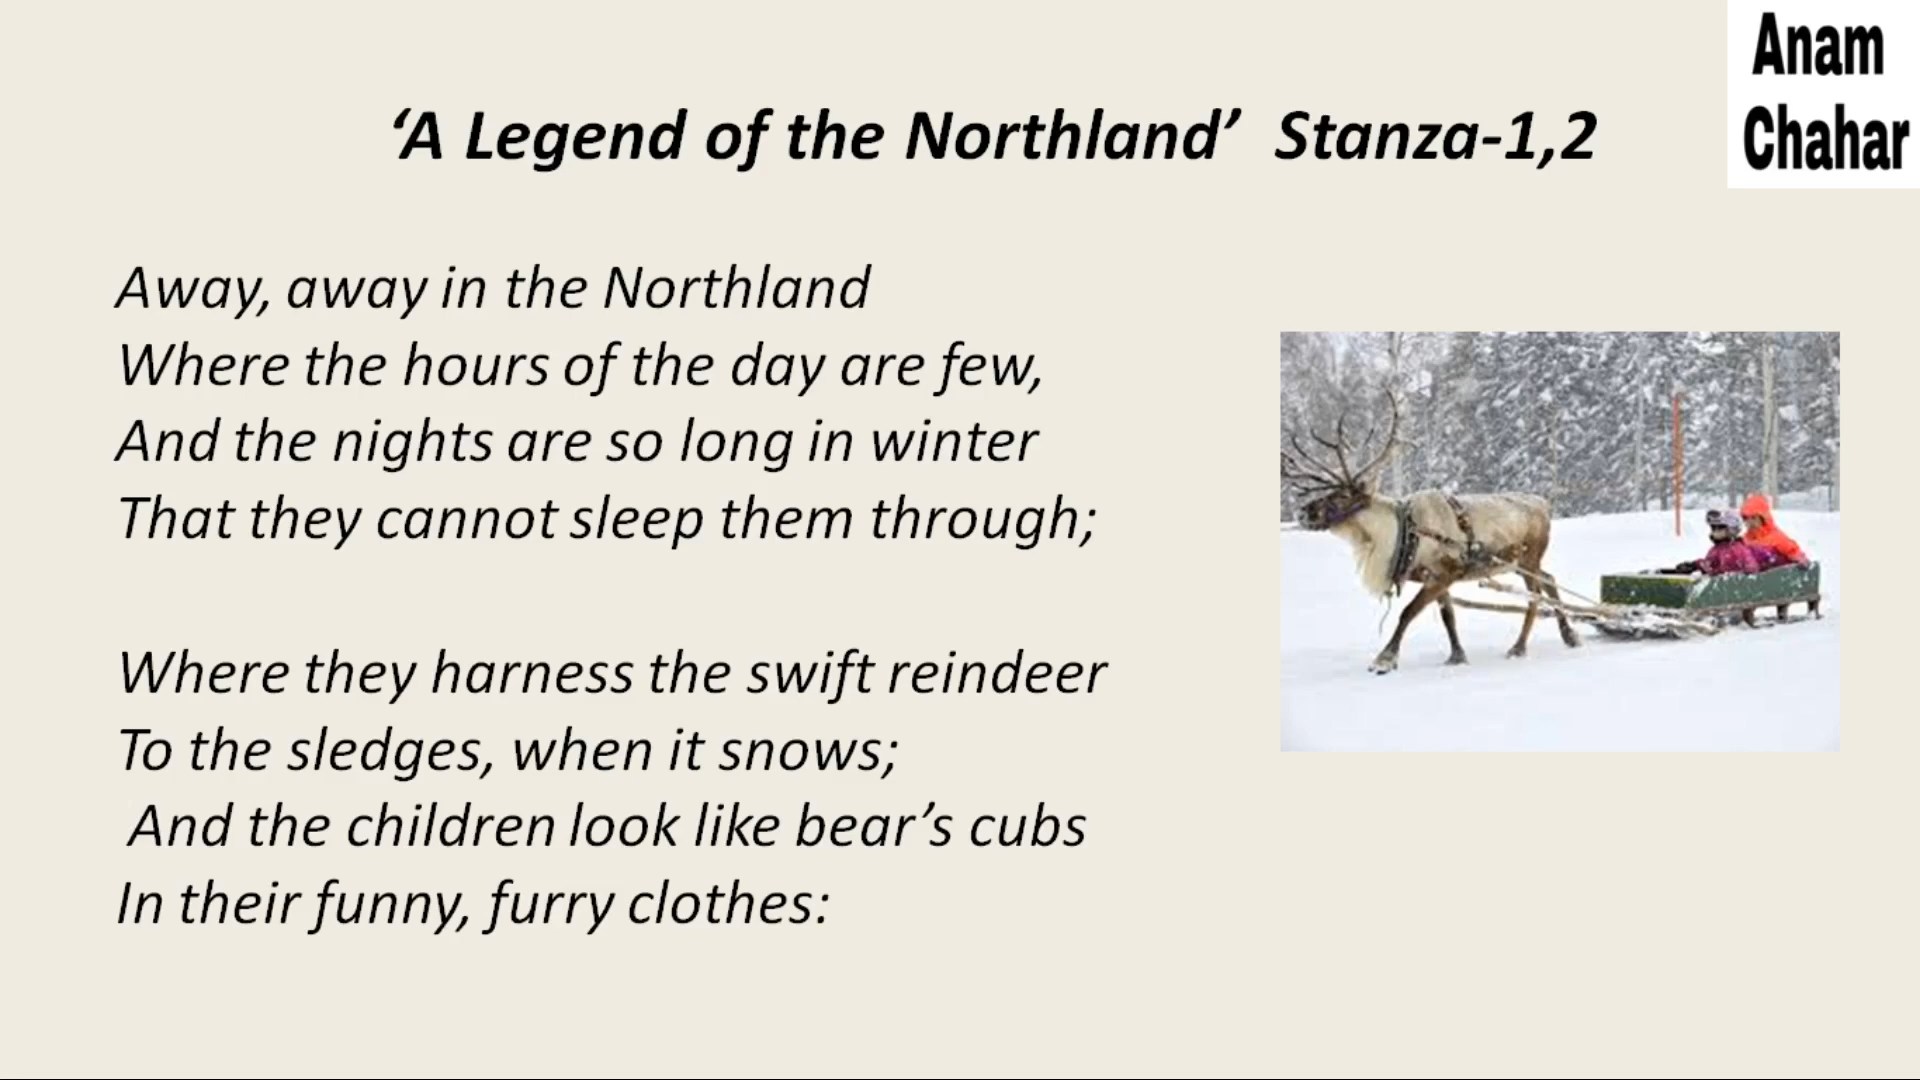 Anam
Chahar
‘A Legend of the Northland’ Stanza-1,2
Away, away in the Northland
Where the hours of the day are few,
And the nights are so long in winter
That they cannot sleep them through;
Where they harness the swift reindeer
To the sledges, when it snows;
And the children look like bear’s cubs
In their funny, furry clothes: